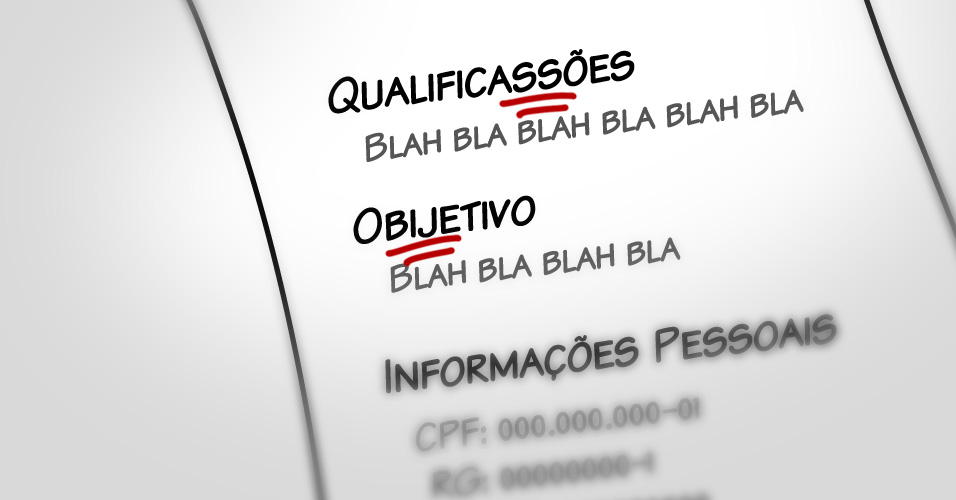 Qualificassões
Blah bla blah bla blah bla
Obijetivo
Blah bla blah bla
Informações Pessoais
CPF: 000.000.000-01
RG: 00000000-1